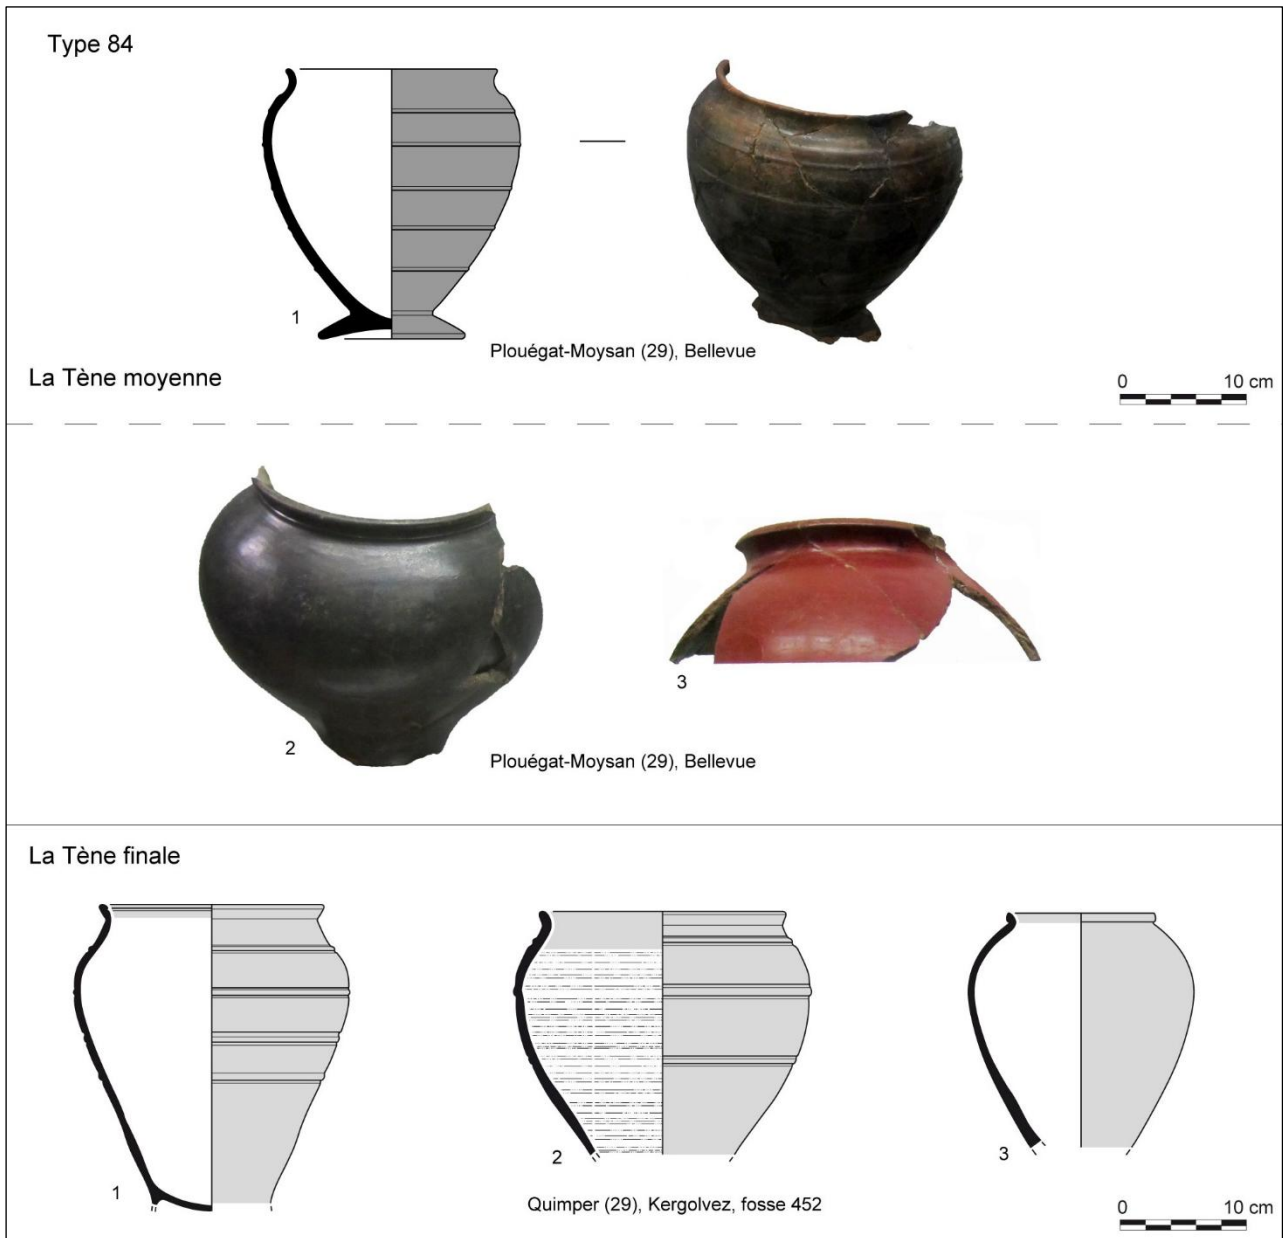 Type 84
1
Plouégat-Moysan (29), Bellevue
La Tène moyenne
0 10 cm
2
3
Plouégat-Moysan (29), Bellevue
La Tène finale
1
2
3
Quimper (29), Kergolvez, fosse 452
0 10 cm